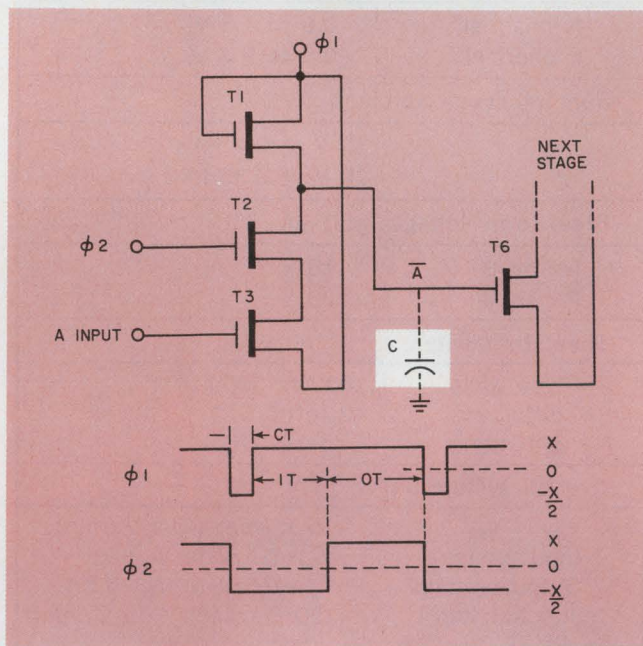 φ1
T1
T2
φ2
T3
A INPUT
A̅
C
T6
NEXT
STAGE
CT
φ1
IT
OT
X
0
-X/2
φ2
X
0
-X/2